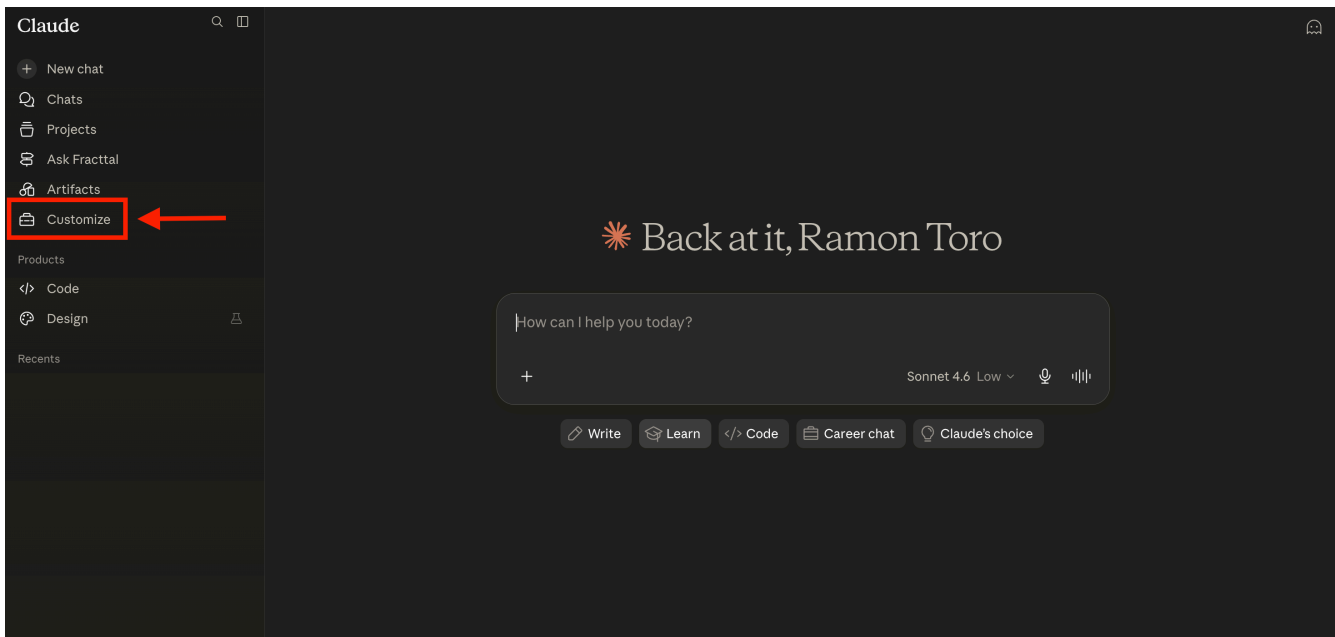 Claude
New chat
Chats
Projects
Ask Fracttal
Artifacts
Customize
Products
Code
Design
Recents
Back at it, Ramon Toro
How can I help you today?
Sonnet 4.6 Low
Write Learn Code Career chat Claude's choice